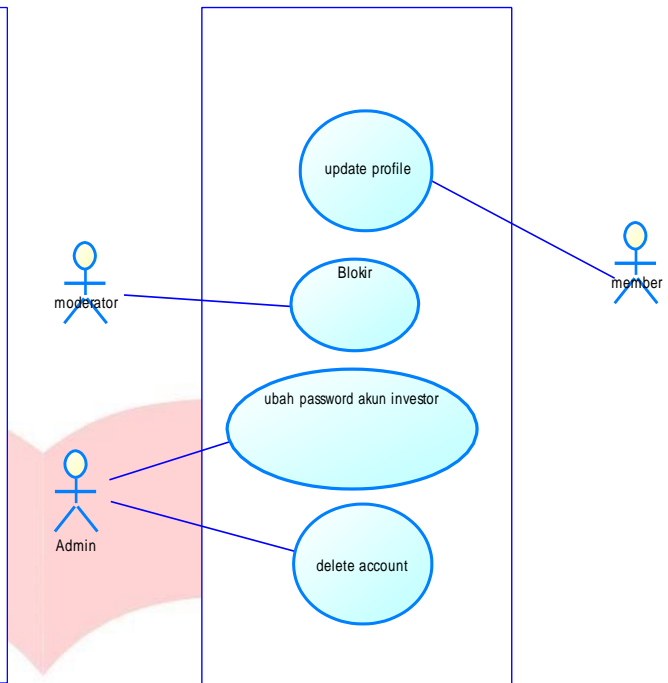 update profile
Blokir
moderator
member
ubah password akun investor
Admin
delete account